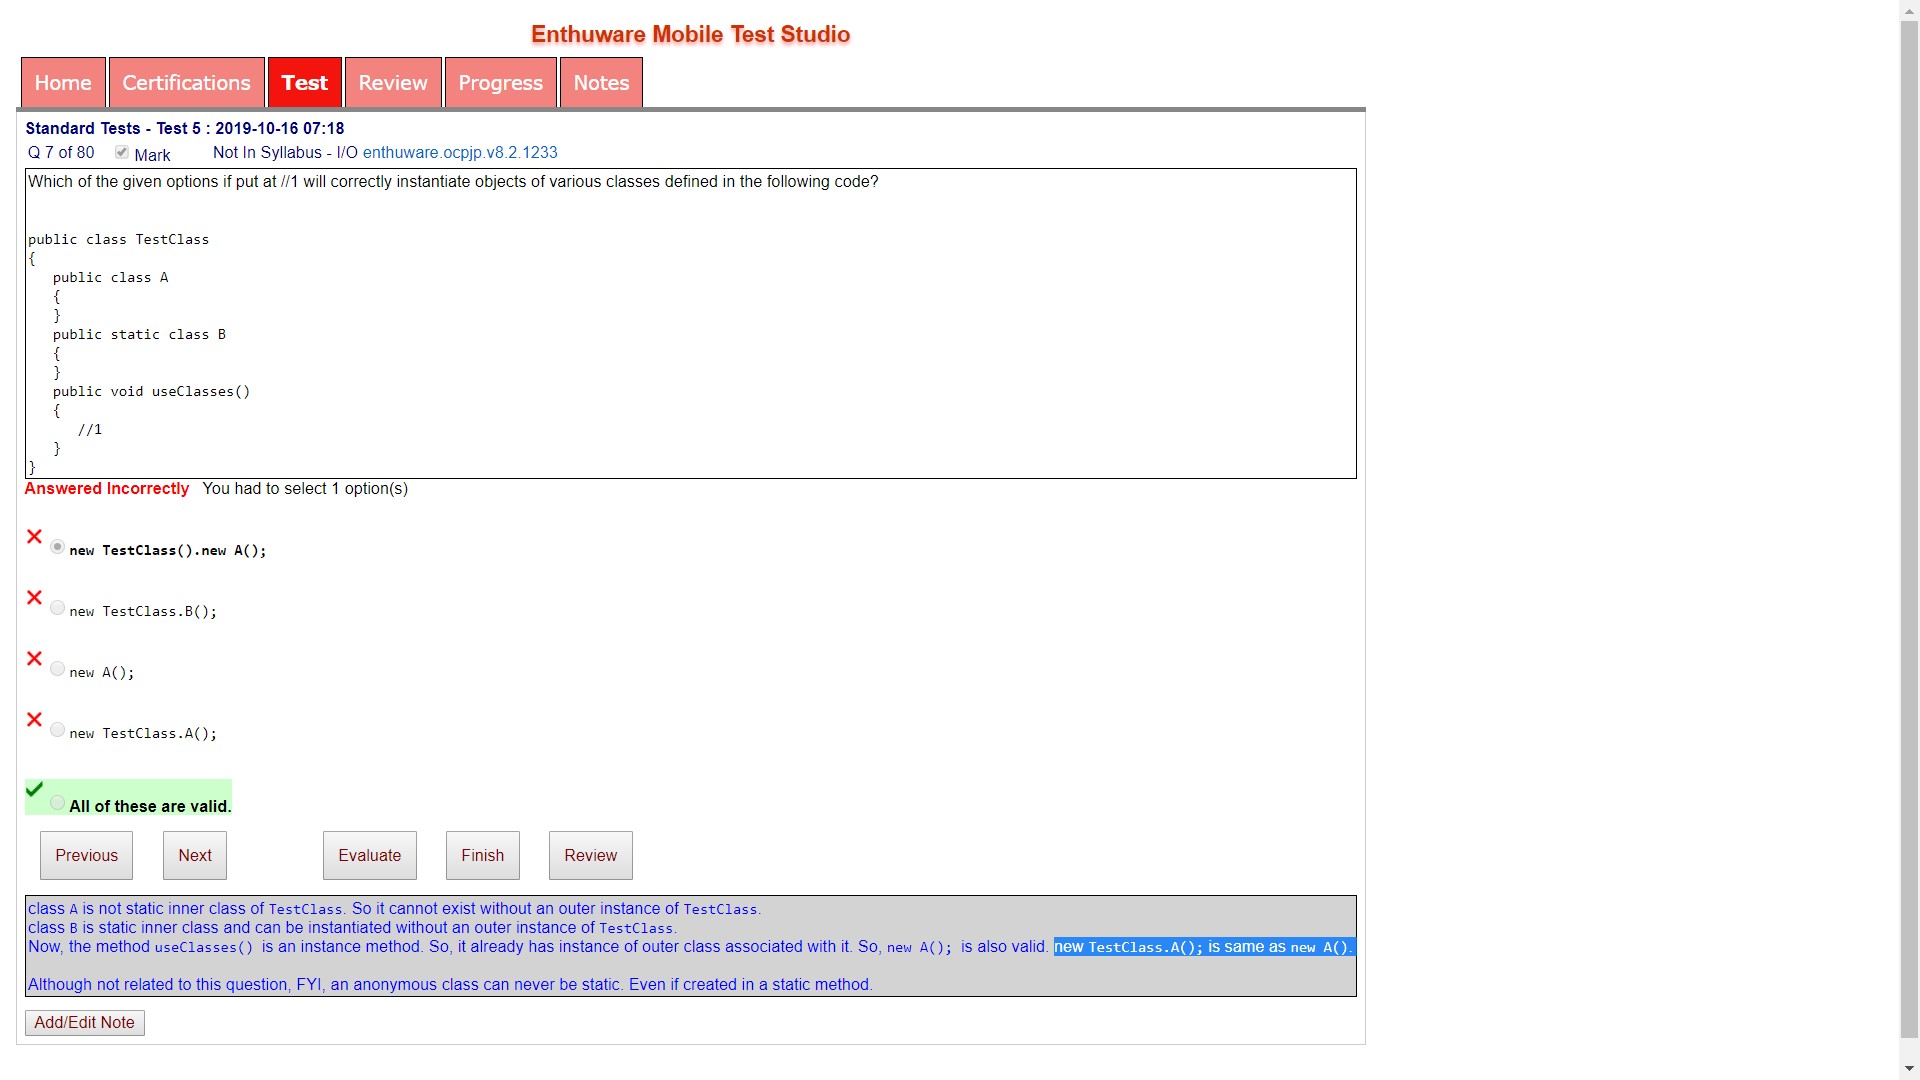 Enthuware Mobile Test Studio
Home Certifications Test Review Progress Notes
Standard Tests - Test 5 : 2019-10-16 07:18
Q 7 of 80 Mark Not In Syllabus - I/O enthuware.ocpjp.v8.2.1233
Which of the given options if put at //1 will correctly instantiate objects of various classes defined in the following code?
public class TestClass
{
public class A
{
}
public static class B
{
}
public void useClasses()
{
//1
}
}
Answered Incorrectly You had to select 1 option(s)
new TestClass().new A();
new TestClass.B();
new A();
new TestClass.A();
All of these are valid.
Previous Next Evaluate Finish Review
class A is not static inner class of TestClass. So it cannot exist without an outer instance of TestClass.
class B is static inner class and can be instantiated without an outer instance of TestClass.
Now, the method useClasses() is an instance method. So, it already has instance of outer class associated with it. So, new A(); is also valid. new TestClass.A(); is same as new A().
Although not related to this question, FYI, an anonymous class can never be static. Even if created in a static method.
Add/Edit Note